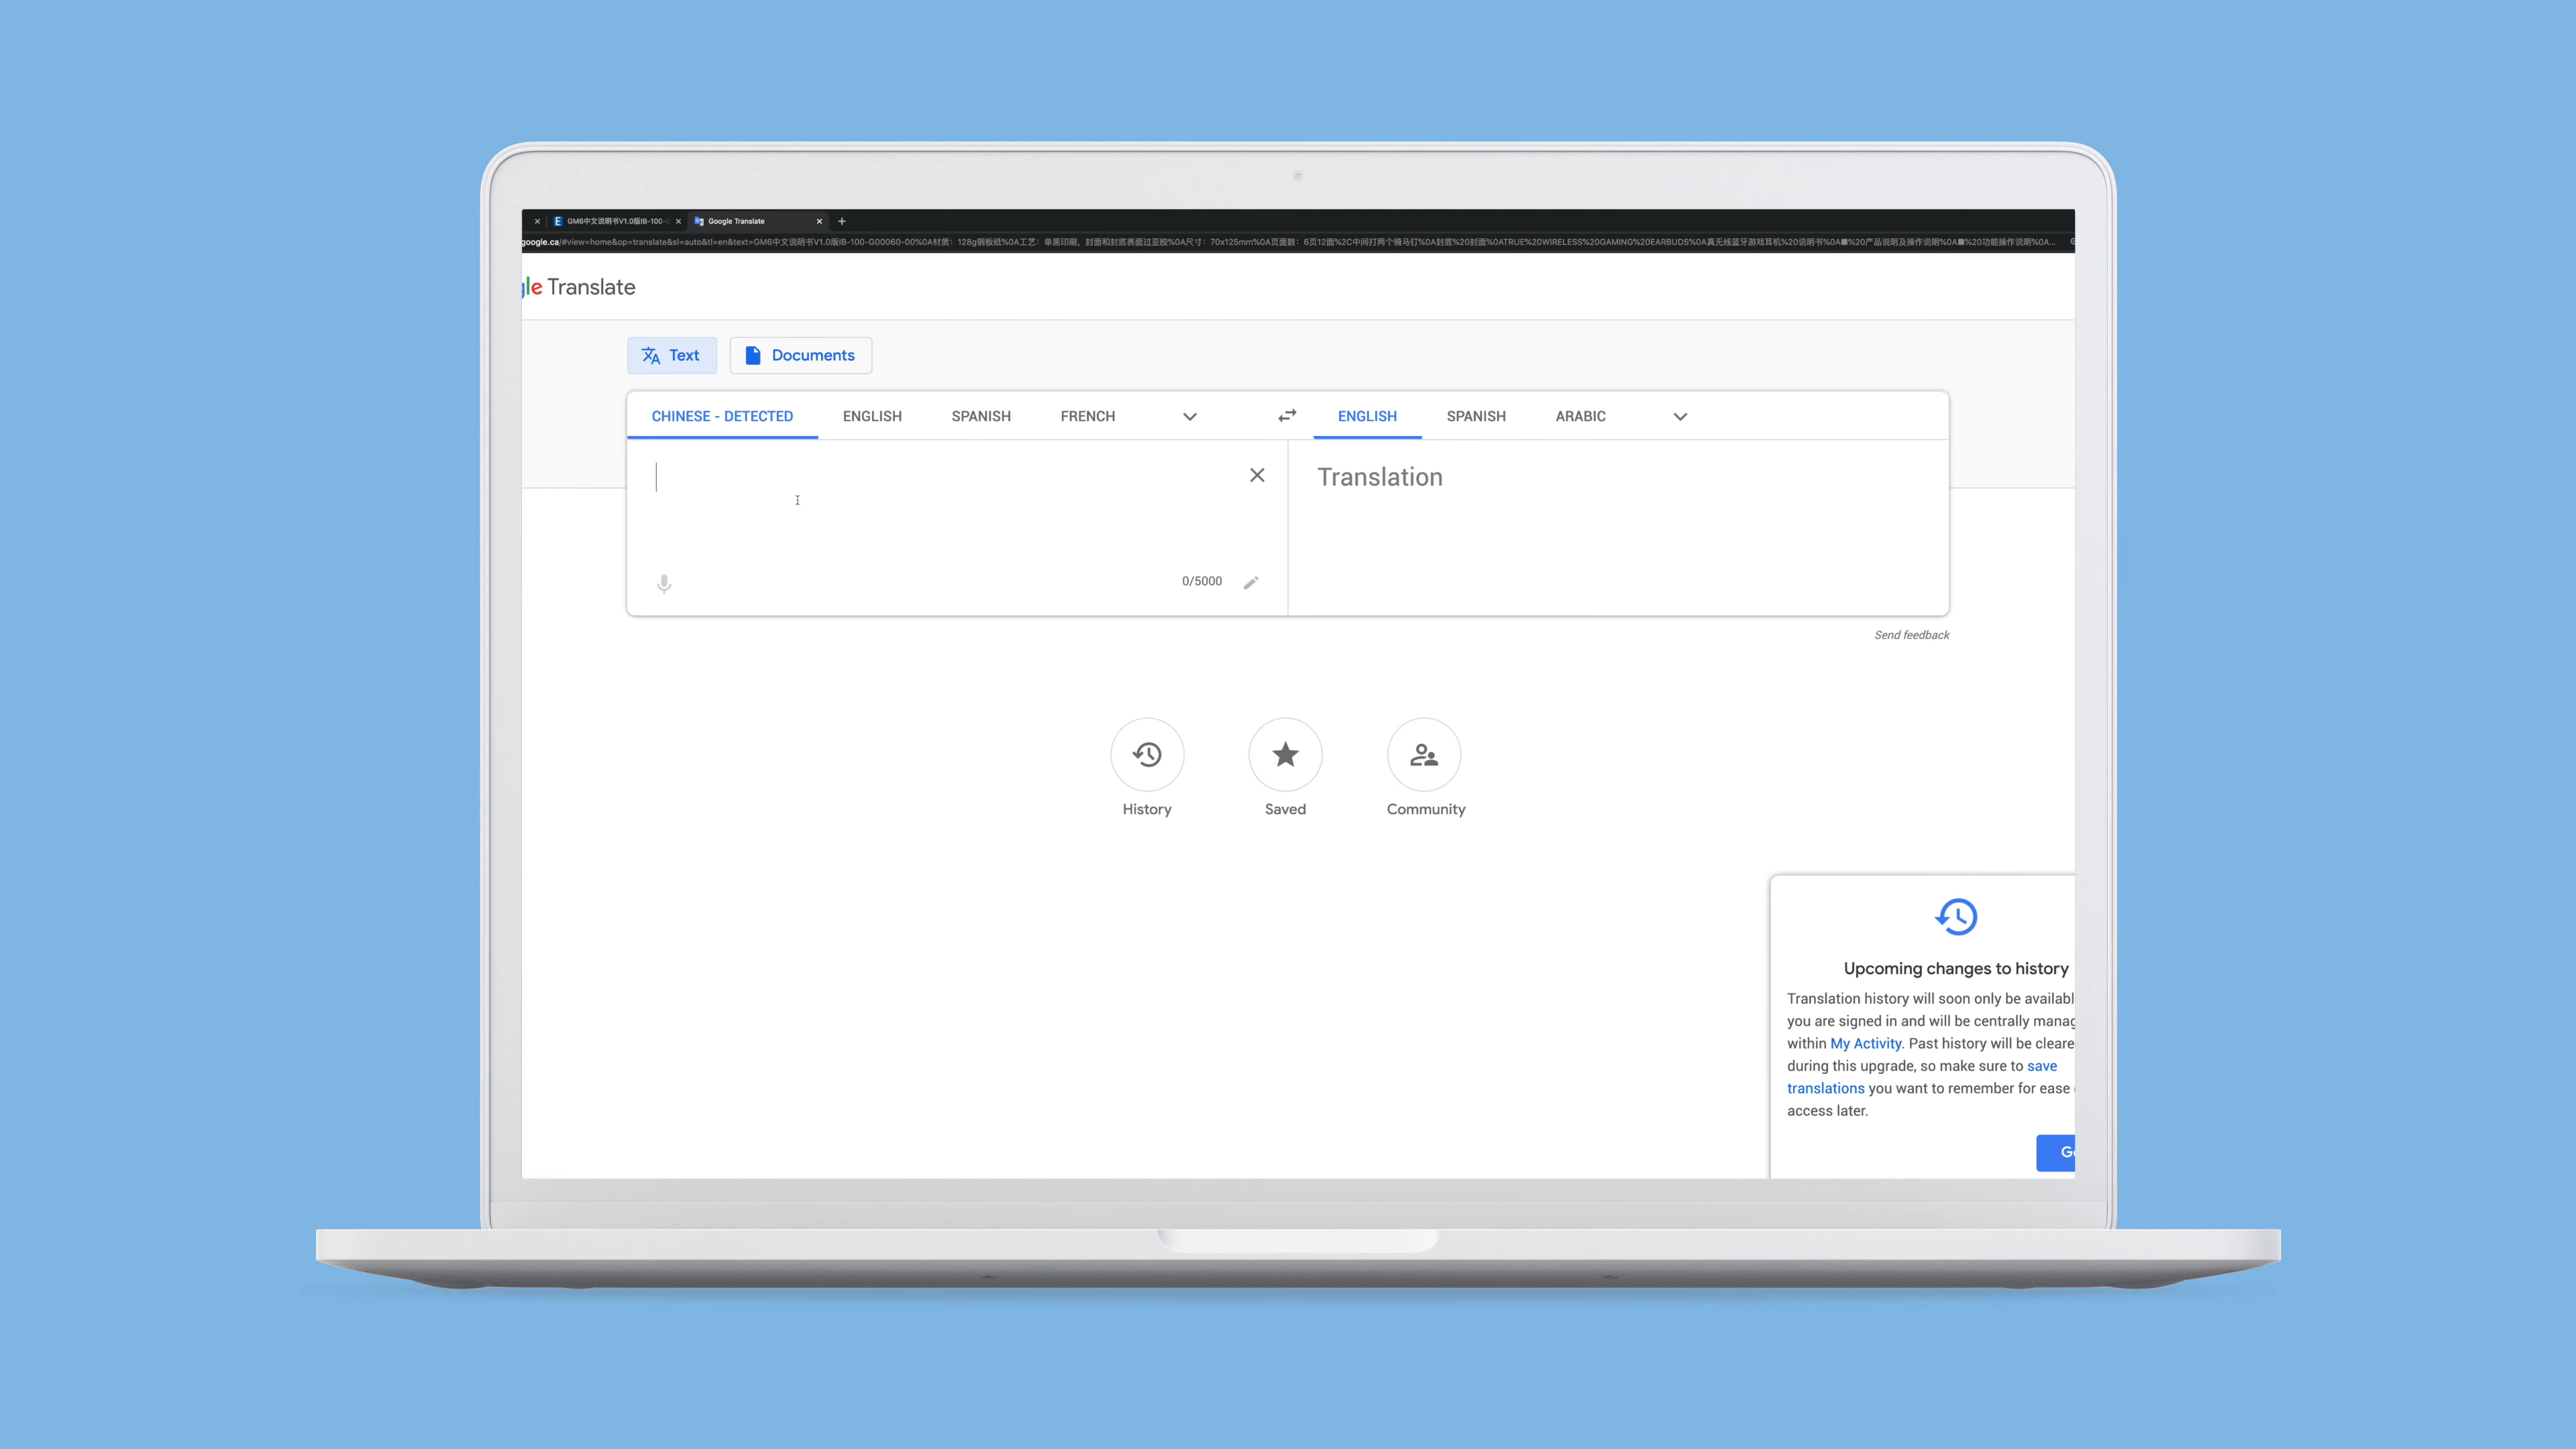 GM6中文说明书V1.0版IB-100-
Google Translate
google.ca/#view=home&op=translate&sl=auto&tl=en&text=GM6中文说明书V1.0版IB-100-G00060-00%0A材质：128g铜板纸%0A工艺：单黑印刷，封面和封底表面过亚胶%0A尺寸：70x125mm%0A页面数：6页12面%2C中间打两个骑马钉%0A封底%20封面%0ATRUE%20WIRELESS%20GAMING%20EARBUDS%0A真无线蓝牙游戏耳机%20说明书%0A■%20产品说明及操作说明%0A■%20功能操作说明%0A...
gle Translate
Text
Documents
CHINESE - DETECTED
ENGLISH
SPANISH
FRENCH
ENGLISH
SPANISH
ARABIC
Translation
0/5000
Send feedback
History
Saved
Community
Upcoming changes to history
Translation history will soon only be availabl
you are signed in and will be centrally manag
within My Activity. Past history will be cleare
during this upgrade, so make sure to save
translations you want to remember for ease
access later.
G